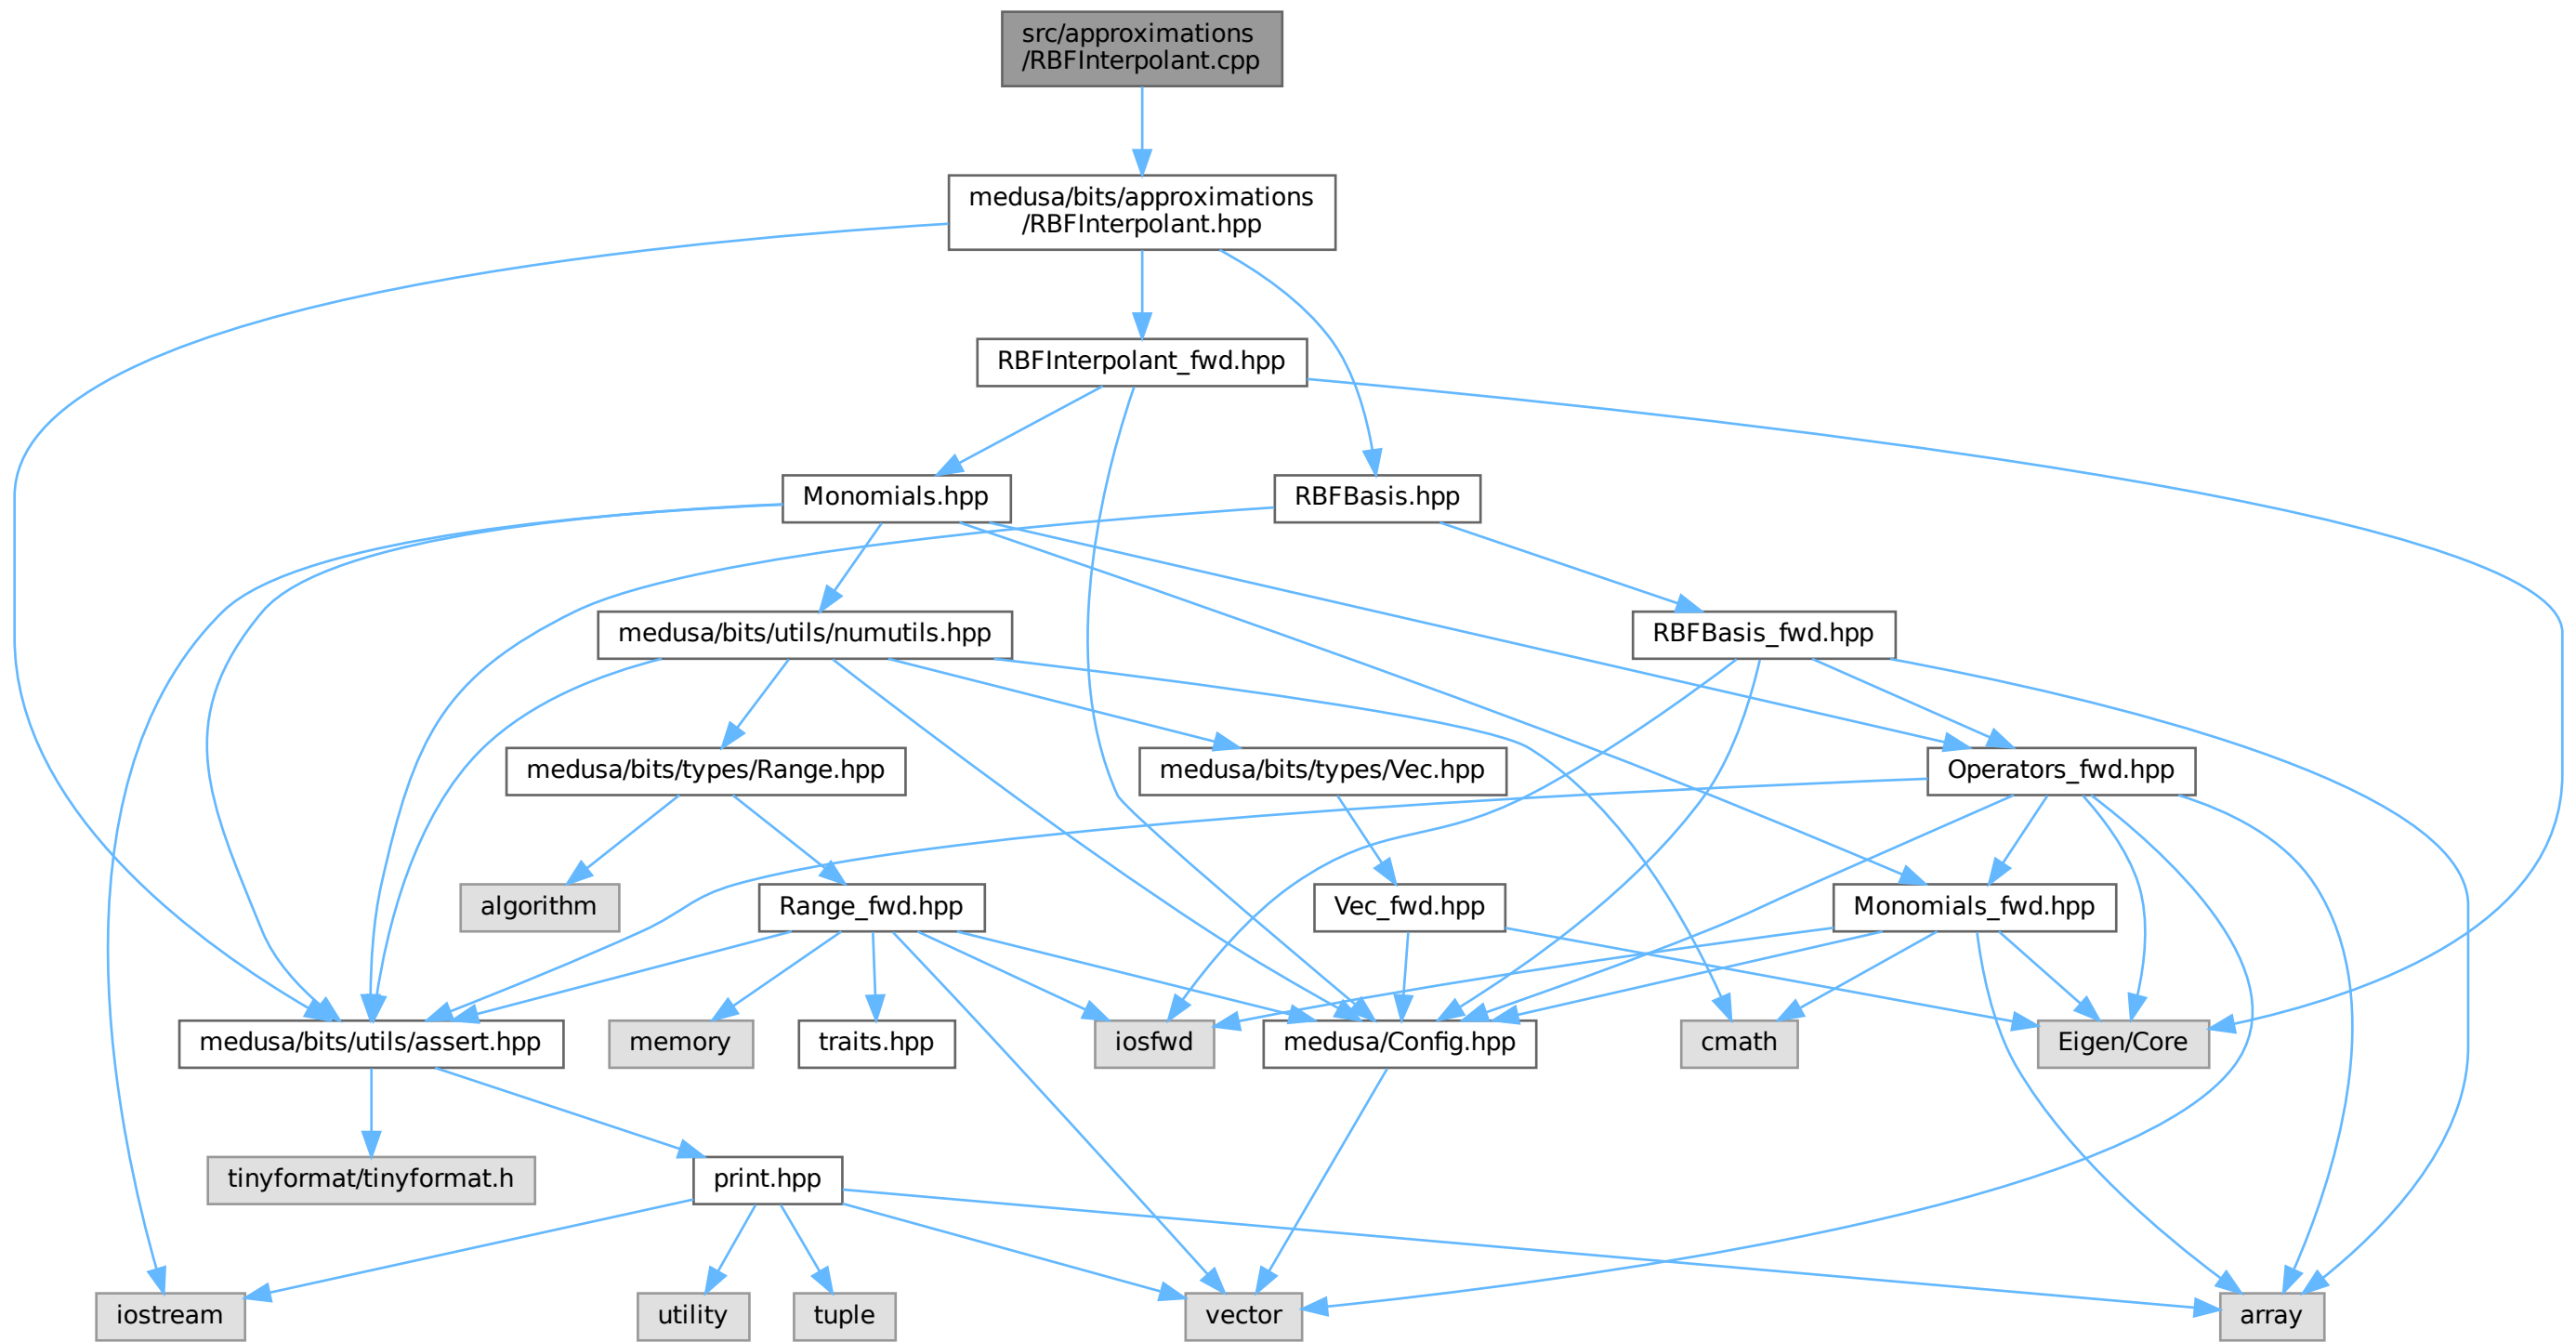 src/approximations
/RBFInterpolant.cpp
medusa/bits/approximations
/RBFInterpolant.hpp
RBFInterpolant_fwd.hpp
Monomials.hpp
RBFBasis.hpp
medusa/bits/utils/numutils.hpp
RBFBasis_fwd.hpp
medusa/bits/types/Range.hpp
medusa/bits/types/Vec.hpp
Operators_fwd.hpp
algorithm
Range_fwd.hpp
Vec_fwd.hpp
Monomials_fwd.hpp
medusa/bits/utils/assert.hpp
memory
traits.hpp
iosfwd
medusa/Config.hpp
cmath
Eigen/Core
tinyformat/tinyformat.h
print.hpp
iostream
utility
tuple
vector
array